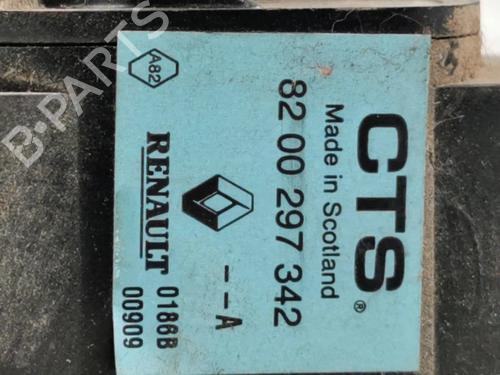 CTS®
Made in Scotland
82 00 297 342
--A
A82
RENAULT
0186B
00909
B-PARTS